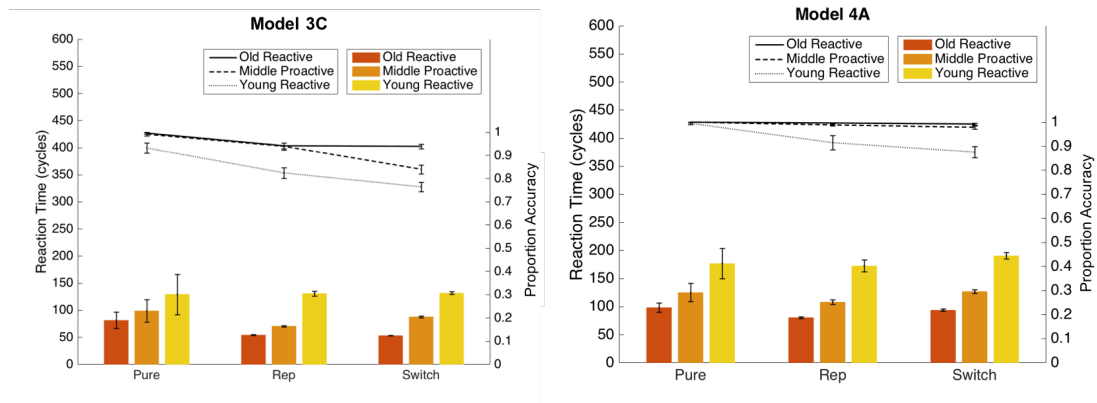 Model 3C
600
550
500
450
400
350
300
250
200
150
100
50
0
Reaction Time (cycles)
Old Reactive
Middle Proactive
Young Reactive
Old Reactive
Middle Proactive
Young Reactive
1
0.9
0.8
0.7
0.6
0.5
0.4
0.3
0.2
0.1
0
Proportion Accuracy
Pure Rep Switch
Model 4A
600
550
500
450
400
350
300
250
200
150
100
50
0
Reaction Time (cycles)
Old Reactive
Middle Proactive
Young Reactive
Old Reactive
Middle Proactive
Young Reactive
1
0.9
0.8
0.7
0.6
0.5
0.4
0.3
0.2
0.1
0
Proportion Accuracy
Pure Rep Switch